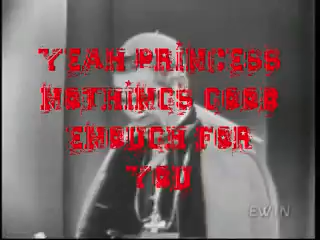 YEAH PRINCESS
NOTHINGS GOOD
ENOUGH FOR
YOU
EWTN